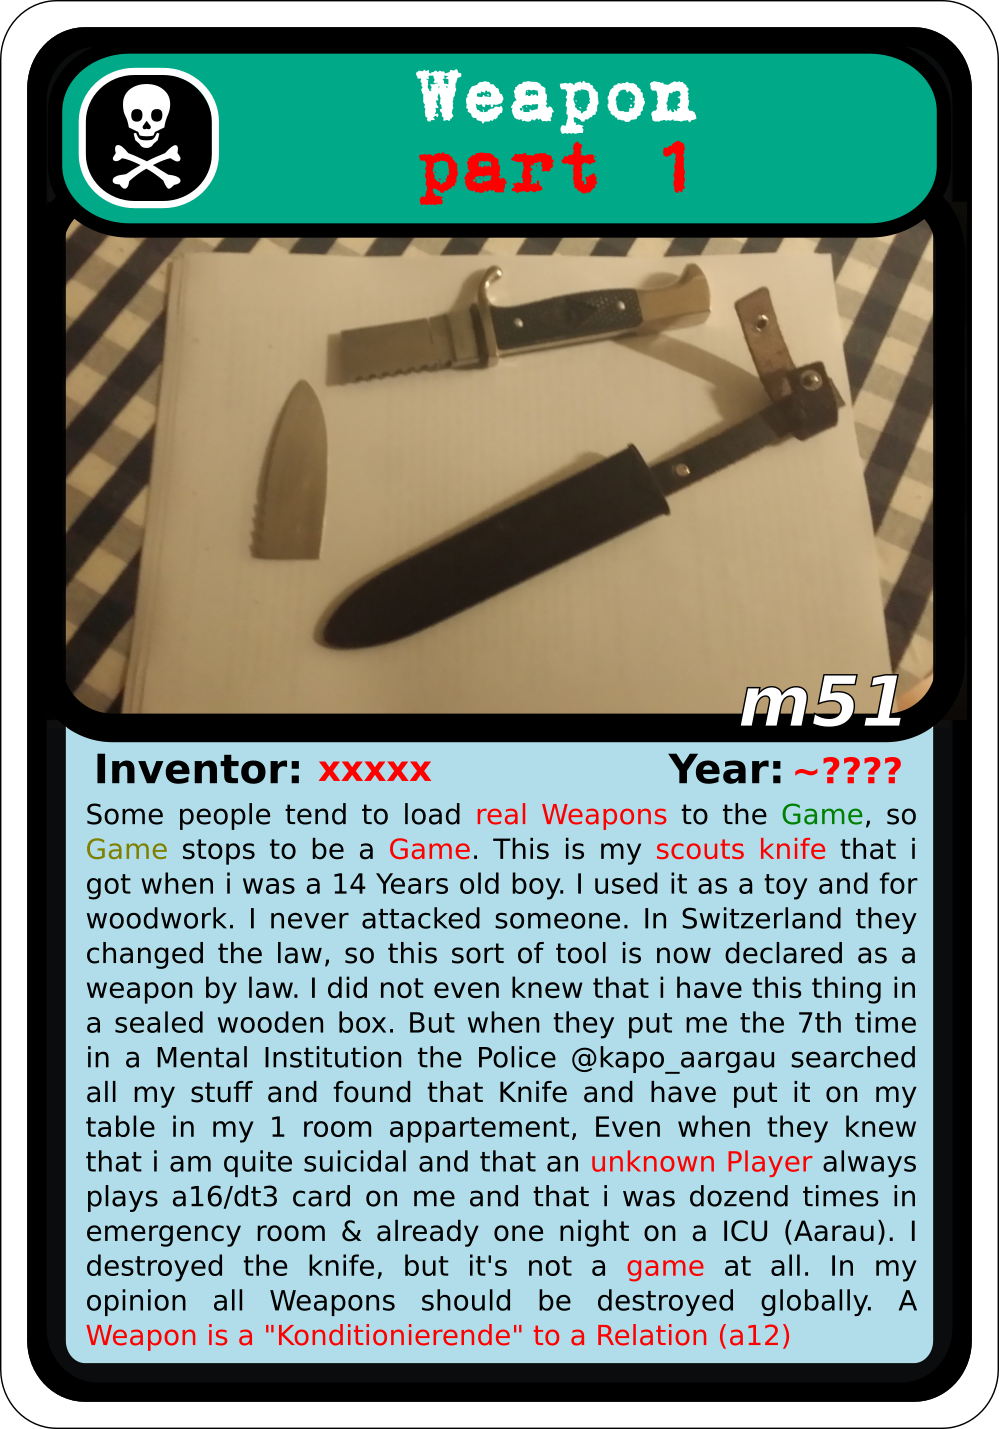 Weapon
part 1
m51
Inventor: xxxxx Year: ~????
Some people tend to load real Weapons to the Game, so
Game stops to be a Game. This is my scouts knife that i
got when i was a 14 Years old boy. I used it as a toy and for
woodwork. I never attacked someone. In Switzerland they
changed the law, so this sort of tool is now declared as a
weapon by law. I did not even knew that i have this thing in
a sealed wooden box. But when they put me the 7th time
in a Mental Institution the Police @kapo_aargau searched
all my stuff and found that Knife and have put it on my
table in my 1 room appartement, Even when they knew
that i am quite suicidal and that an unknown Player always
plays a16/dt3 card on me and that i was dozend times in
emergency room & already one night on a ICU (Aarau). I
destroyed the knife, but it's not a game at all. In my
opinion all Weapons should be destroyed globally. A
Weapon is a "Konditionierende" to a Relation (a12)